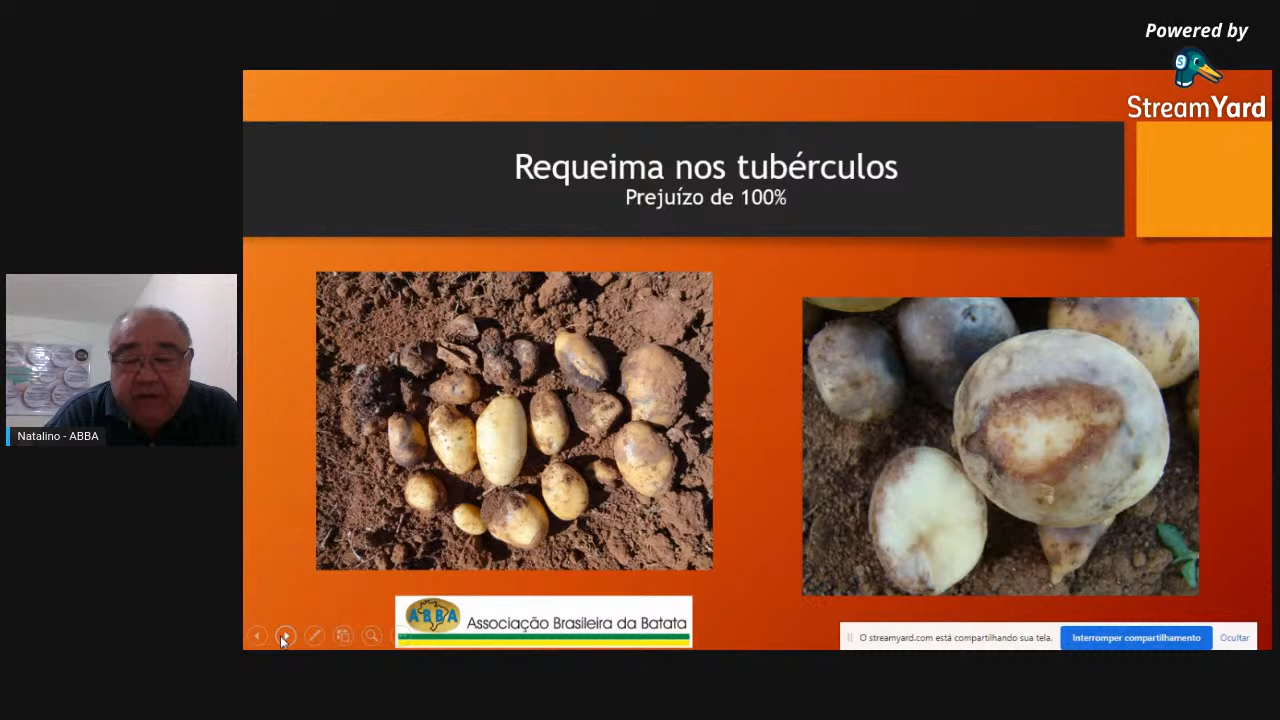 Powered by
StreamYard
Requeima nos tubérculos
Prejuízo de 100%
Natalino - ABBA
ABBA
Associação Brasileira da Batata
O streamyard.com está compartilhando sua tela.
Interromper compartilhamento
Ocultar